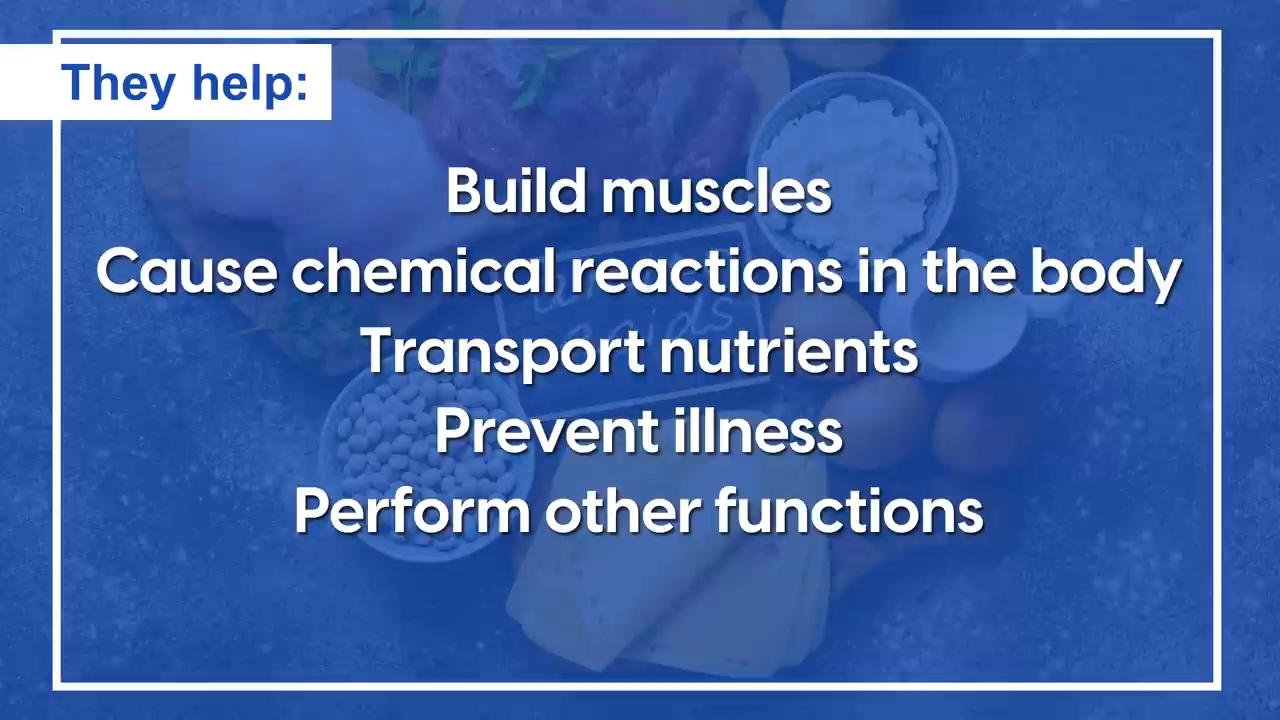 They help:
Build muscles
Cause chemical reactions in the body
Transport nutrients
Prevent illness
Perform other functions